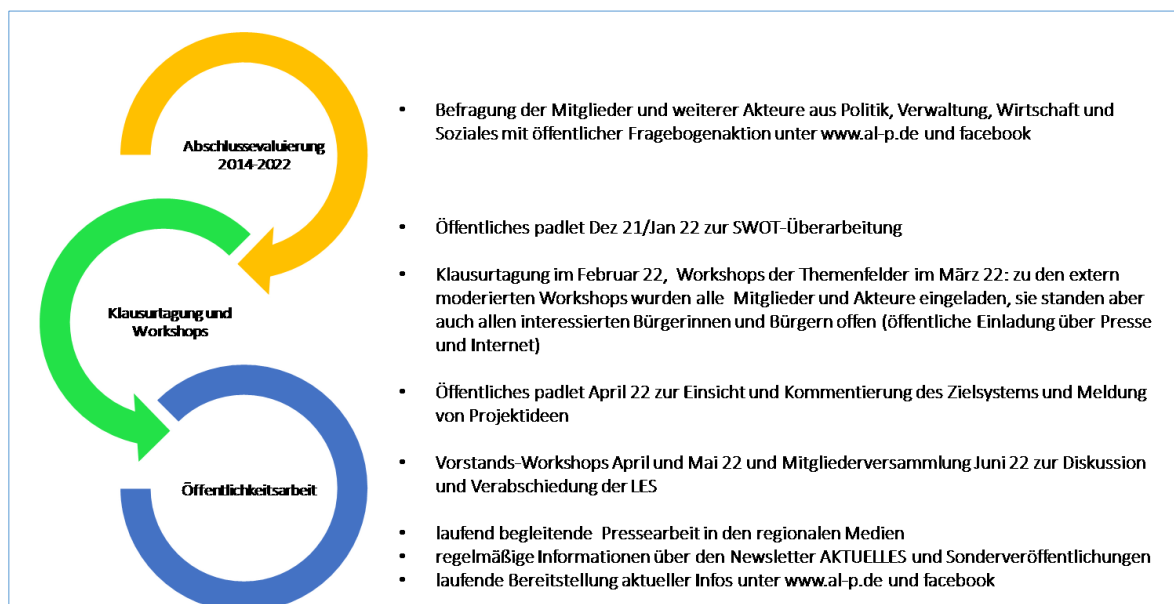 Abschlussevaluierung
2014-2022
• Befragung der Mitglieder und weiterer Akteure aus Politik, Verwaltung, Wirtschaft und
Soziales mit öffentlicher Fragebogenaktion unter www.al-p.de und facebook
Klausurtagung und
Workshops
• Öffentliches padlet Dez 21/Jan 22 zur SWOT-Überarbeitung
• Klausurtagung im Februar 22, Workshops der Themenfelder im März 22: zu den extern
moderierten Workshops wurden alle Mitglieder und Akteure eingeladen, sie standen aber
auch allen interessierten Bürgerinnen und Bürgern offen (öffentliche Einladung über Presse
und Internet)
• Öffentliches padlet April 22 zur Einsicht und Kommentierung des Zielsystems und Meldung
von Projektideen
• Vorstands-Workshops April und Mai 22 und Mitgliederversammlung Juni 22 zur Diskussion
und Verabschiedung der LES
Öffentlichkeitsarbeit
• laufend begleitende Pressearbeit in den regionalen Medien
• regelmäßige Informationen über den Newsletter AKTUELLES und Sonderveröffentlichungen
• laufende Bereitstellung aktueller Infos unter www.al-p.de und facebook